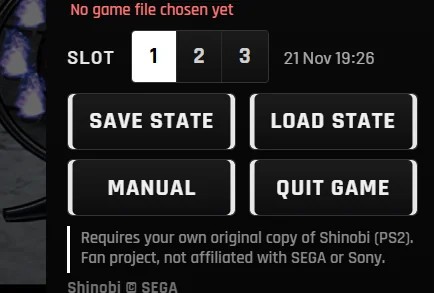 No game file chosen yet
SLOT 1 2 3 21 Nov 19:26
SAVE STATE LOAD STATE
MANUAL QUIT GAME
Requires your own original copy of Shinobi (PS2).
Fan project, not affiliated with SEGA or Sony.
Shinobi © SEGA